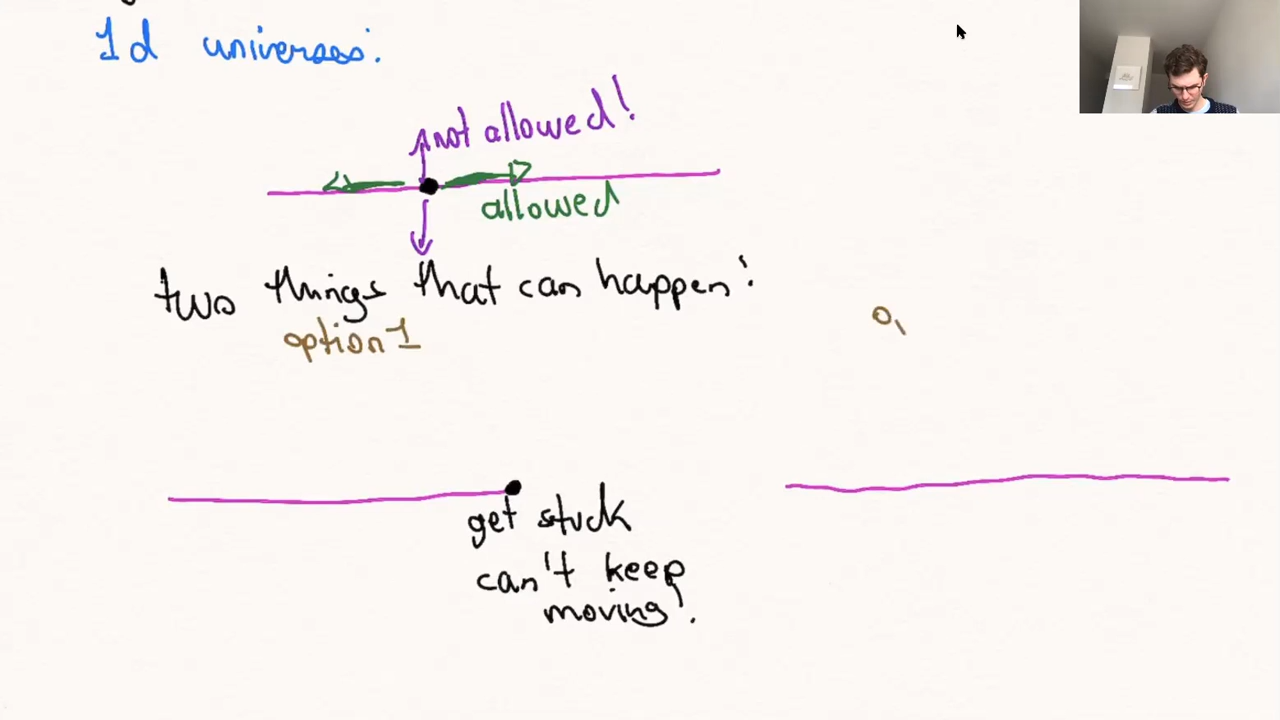 1d universes:
not allowed!
allowed
two things that can happen:
option 1
o
get stuck
can't keep
moving!